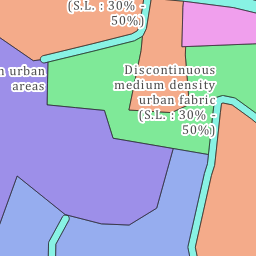 (S.L. : 30% -
50%)
urban
areas
Discontinuous
medium density
urban fabric
(S.L. : 30% -
50%)